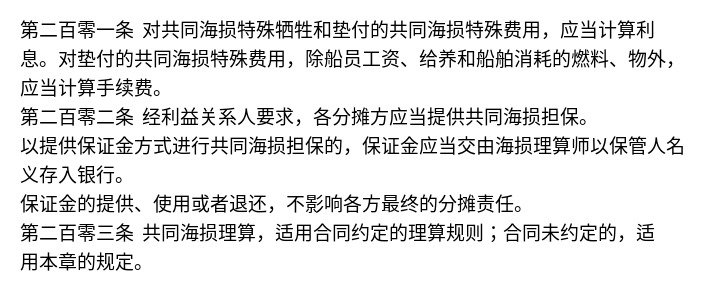 第二百零一条 对共同海损特殊牺牲和垫付的共同海损特殊费用，应当计算利
息。对垫付的共同海损特殊费用，除船员工资、给养和船舶消耗的燃料、物外，
应当计算手续费。
第二百零二条 经利益关系人要求，各分摊方应当提供共同海损担保。
以提供保证金方式进行共同海损担保的，保证金应当交由海损理算师以保管人名
义存入银行。
保证金的提供、使用或者退还，不影响各方最终的分摊责任。
第二百零三条 共同海损理算，适用合同约定的理算规则；合同未约定的，适
用本章的规定。